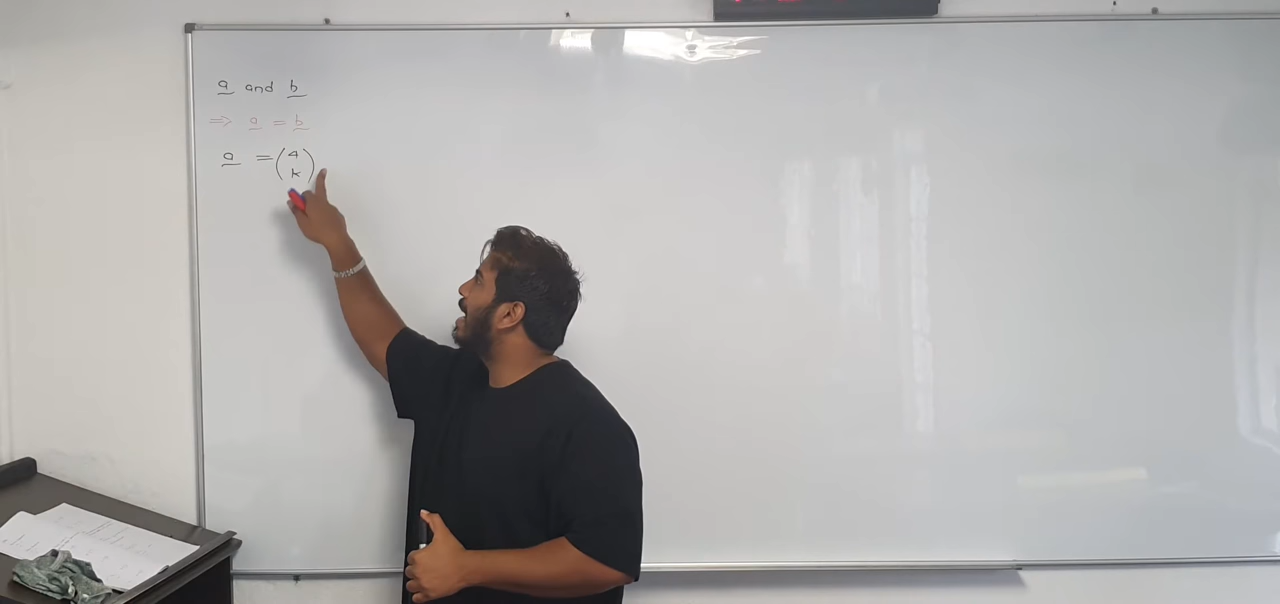 a and b
⇒ a = b
a = (4
k)